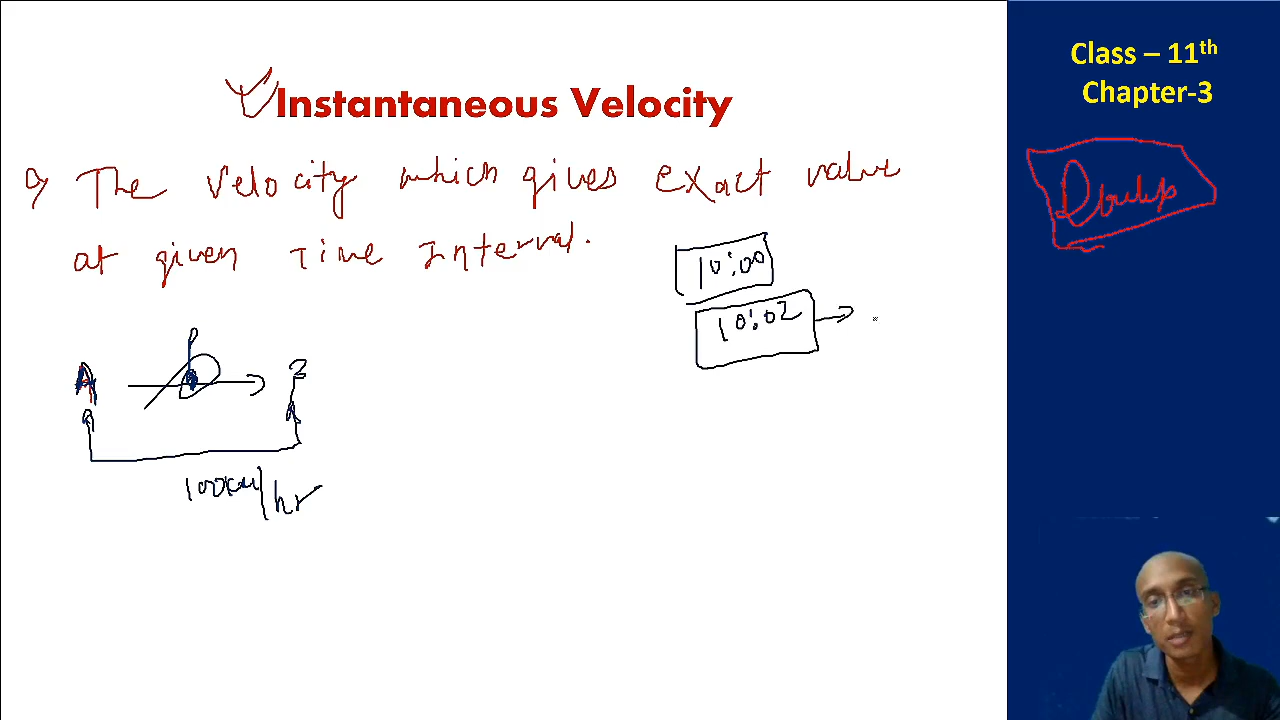 Instantaneous Velocity
The velocity which gives exact value
at given Time Interval.
10:00
10:02
A
P
2
100km/hr
Class – 11th
Chapter-3